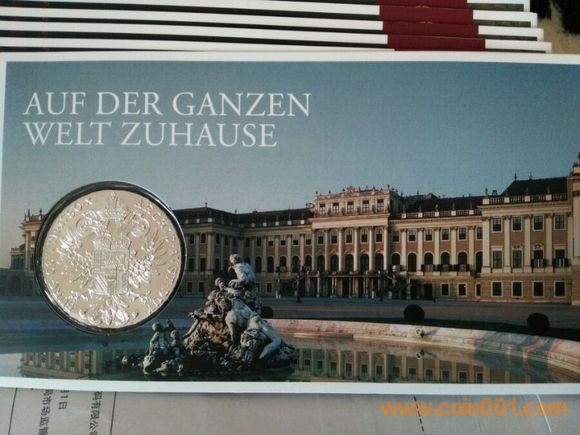 AUF DER GANZEN
WELT ZUHAUSE
www.coin001.com